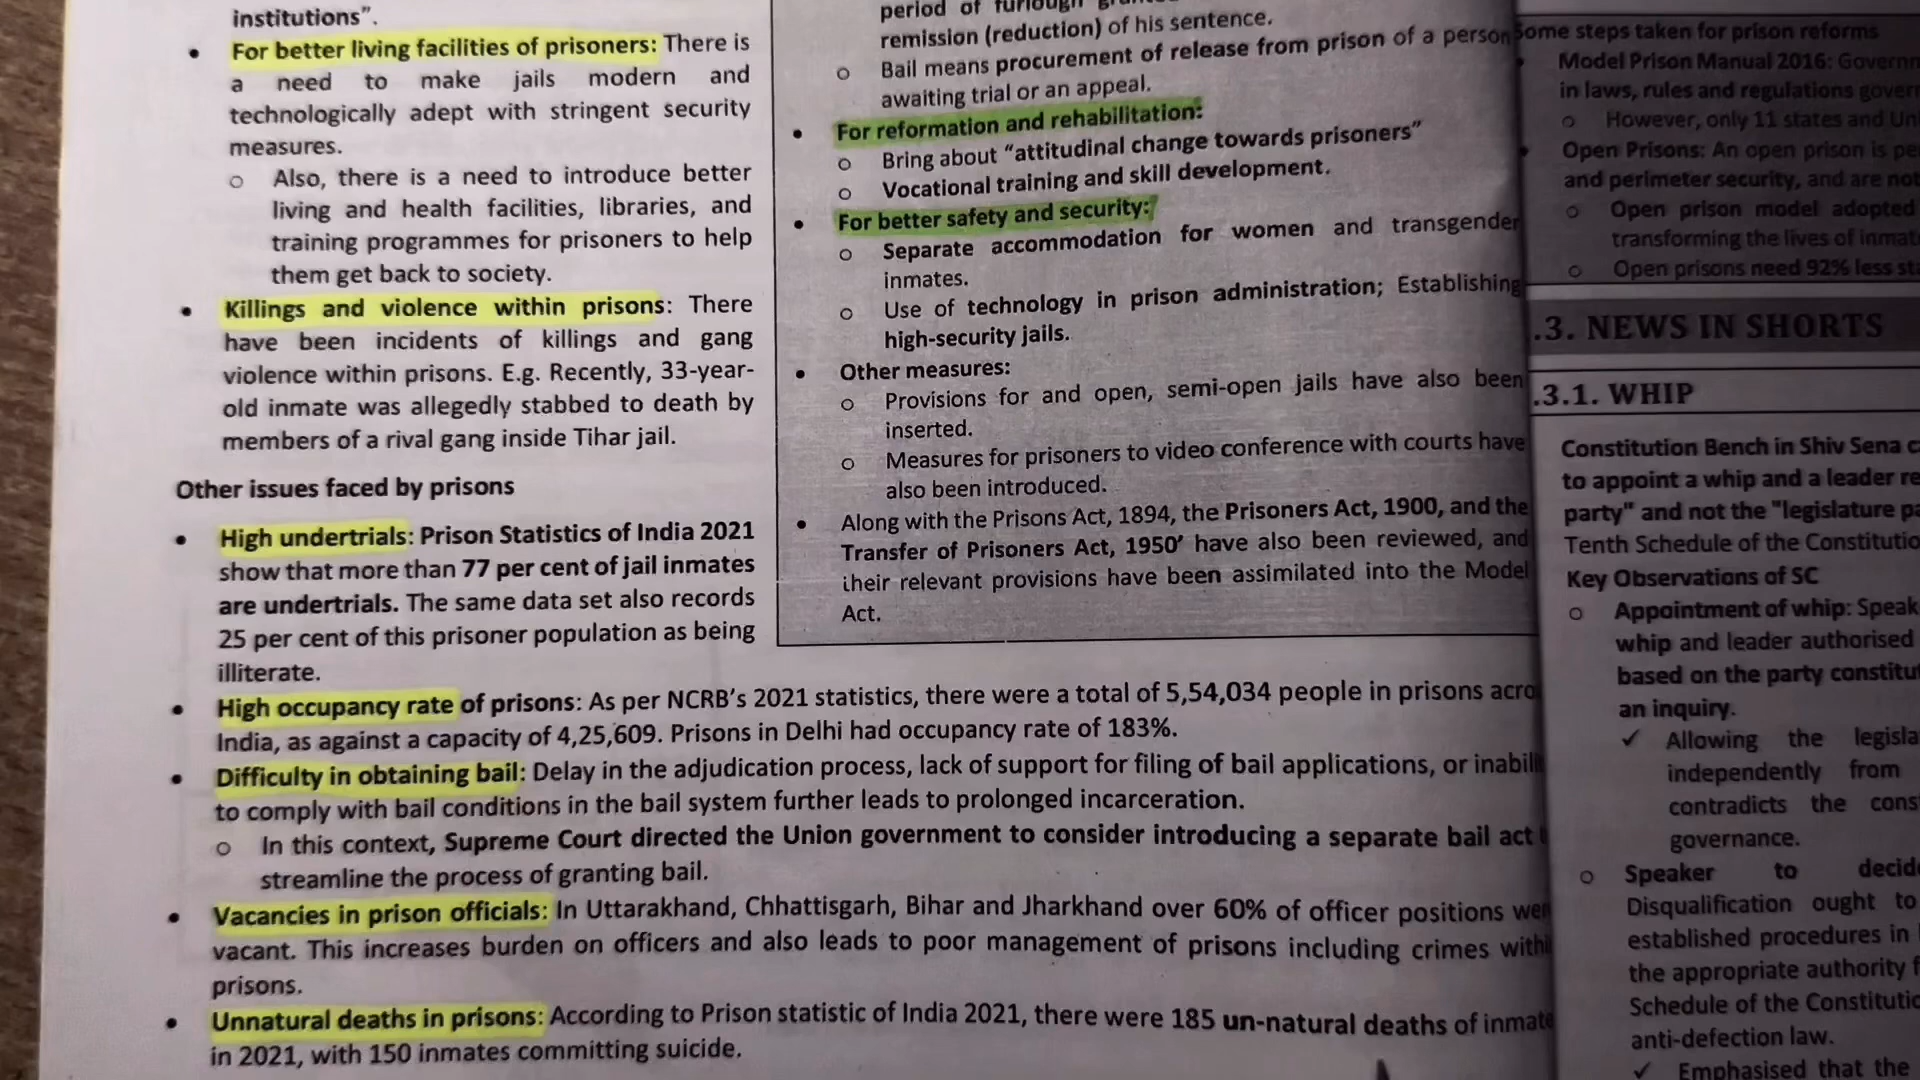 institutions”.
• For better living facilities of prisoners: There is
a need to make jails modern and
technologically adept with stringent security
measures.
o Also, there is a need to introduce better
living and health facilities, libraries, and
training programmes for prisoners to help
them get back to society.
• Killings and violence within prisons: There
have been incidents of killings and gang
violence within prisons. E.g. Recently, 33-year-
old inmate was allegedly stabbed to death by
members of a rival gang inside Tihar jail.
Other issues faced by prisons
• High undertrials: Prison Statistics of India 2021
show that more than 77 per cent of jail inmates
are undertrials. The same data set also records
25 per cent of this prisoner population as being
illiterate.
period of furlough
remission (reduction) of his sentence.
o Bail means procurement of release from prison of a person
awaiting trial or an appeal.
• For reformation and rehabilitation:
o Bring about “attitudinal change towards prisoners”
o Vocational training and skill development.
• For better safety and security:
o Separate accommodation for women and transgender
inmates.
o Use of technology in prison administration; Establishing
high-security jails.
• Other measures:
o Provisions for and open, semi-open jails have also been
inserted.
o Measures for prisoners to video conference with courts have
also been introduced.
• Along with the Prisons Act, 1894, the Prisoners Act, 1900, and the
Transfer of Prisoners Act, 1950’ have also been reviewed, and
their relevant provisions have been assimilated into the Model
Act.
• High occupancy rate of prisons: As per NCRB’s 2021 statistics, there were a total of 5,54,034 people in prisons
India, as against a capacity of 4,25,609. Prisons in Delhi had occupancy rate of 183%.
• Difficulty in obtaining bail: Delay in the adjudication process, lack of support for filing of bail applications, or
to comply with bail conditions in the bail system further leads to prolonged incarceration.
o In this context, Supreme Court directed the Union government to consider introducing a separate bail act
streamline the process of granting bail.
• Vacancies in prison officials: In Uttarakhand, Chhattisgarh, Bihar and Jharkhand over 60% of officer positions
vacant. This increases burden on officers and also leads to poor management of prisons including crimes
prisons.
• Unnatural deaths in prisons: According to Prison statistic of India 2021, there were 185 un-natural deaths of
in 2021, with 150 inmates committing suicide.
Some steps taken for prison reforms
• Model Prison Manual 2016:
in laws, rules and regulations
o However, only 11 states and
• Open Prisons: An open prison is
and perimeter security, and are not
o Open prison model adopted
transforming the lives of
o Open prisons need 92% less
.3. NEWS IN SHORTS
.3.1. WHIP
Constitution Bench in Shiv Sena
to appoint a whip and a leader
party" and not the "legislature
Tenth Schedule of the
Key Observations of SC
o Appointment of whip:
whip and leader authorised
based on the party
an inquiry.
✓ Allowing the
independently from
contradicts the
governance.
o Speaker to
Disqualification ought to
established procedures in
the appropriate authority
Schedule of the
anti-defection law.
✓ Emphasised that the